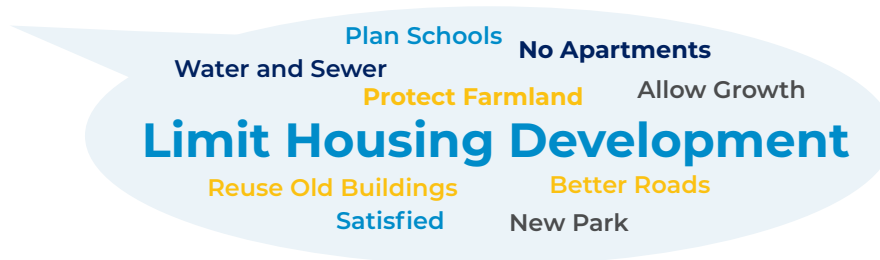 Plan Schools
No Apartments
Water and Sewer
Allow Growth
Protect Farmland
Limit Housing Development
Reuse Old Buildings
Better Roads
Satisfied
New Park